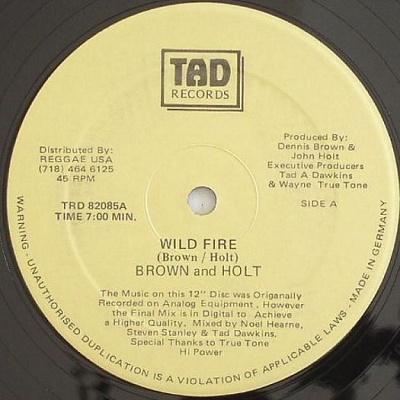 TAD
RECORDS
Distributed By:
REGGAE USA
(718) 464 6125
45 RPM
Produced By:
Dennis Brown &
John Holt
Executive Producers
Tad A Dawkins
& Wayne True Tone
TRD 82085A
TIME 7:00 MIN.
SIDE A
WILD FIRE
(Brown / Holt)
BROWN and HOLT
The Music on this 12" Disc was Origanally
Recorded on Analog Equipment , However
the Final Mix is in Digital to Achieve
a Higher Quality. Mixed by Noel Hearne,
Steven Stanley & Tad Dawkins.
Special Thanks to True Tone
Hi Power
WARNING - UNAUTHORISED DUPLICATION IS A VIOLATION OF APPLICABLE LAWS - MADE IN GERMANY